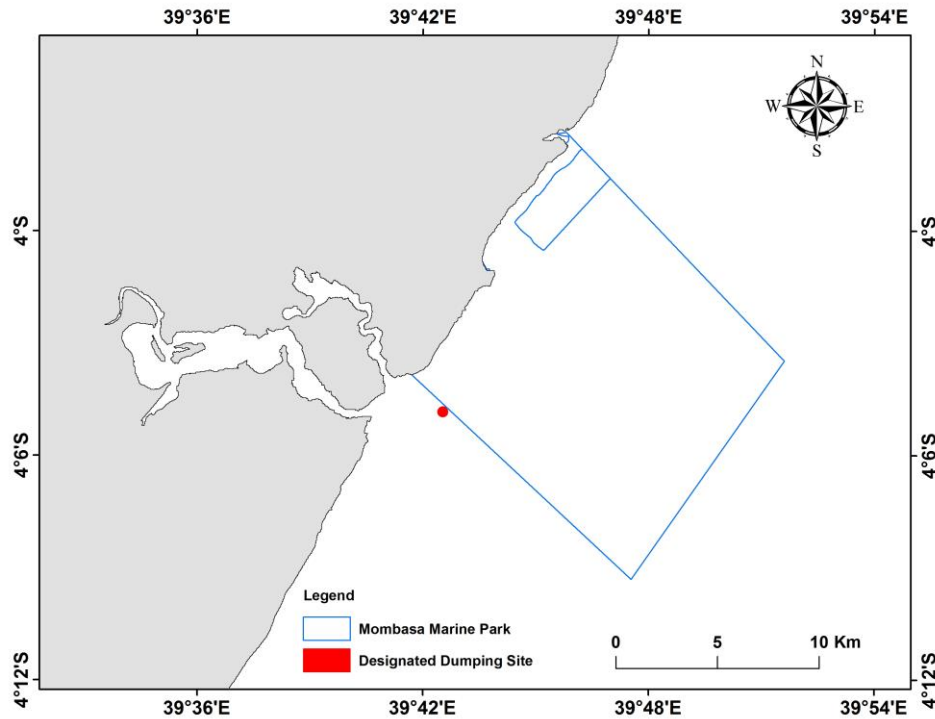 39°36'E 39°42'E 39°48'E 39°54'E
N
W E
S
4°S 4°S
4°6'S 4°6'S
Legend
Mombasa Marine Park
Designated Dumping Site
0 5 10 Km
4°12'S 4°12'S
39°36'E 39°42'E 39°48'E 39°54'E